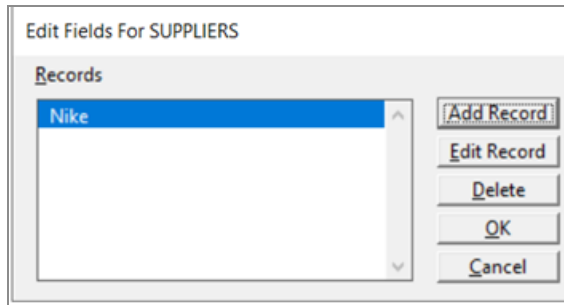 Edit Fields For SUPPLIERS
Records
Nike
Add Record
Edit Record
Delete
OK
Cancel